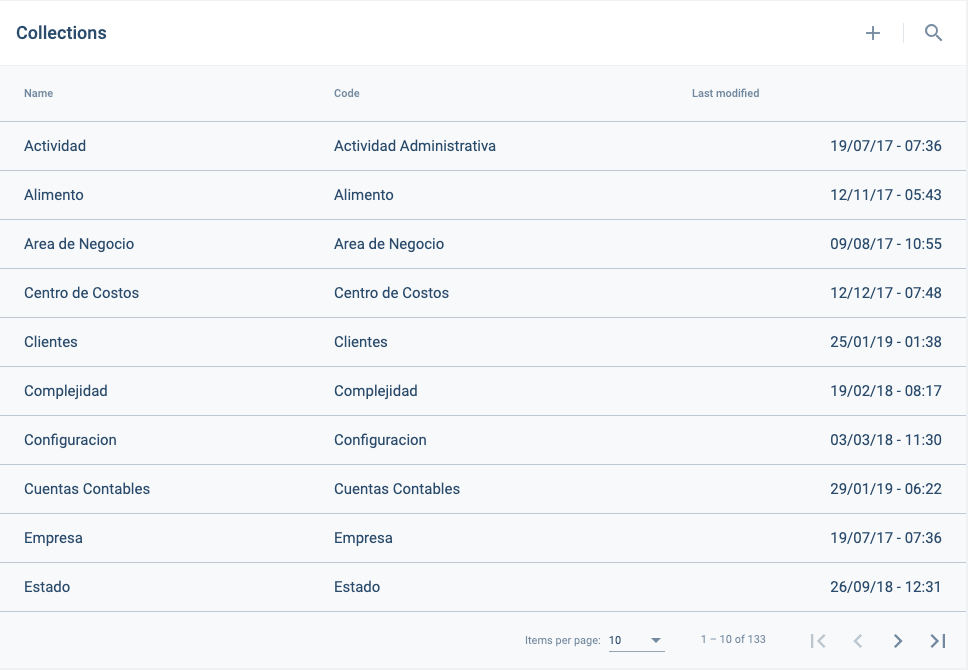 Collections
Name Code Last modified
Actividad Actividad Administrativa 19/07/17 - 07:36
Alimento Alimento 12/11/17 - 05:43
Area de Negocio Area de Negocio 09/08/17 - 10:55
Centro de Costos Centro de Costos 12/12/17 - 07:48
Clientes Clientes 25/01/19 - 01:38
Complejidad Complejidad 19/02/18 - 08:17
Configuracion Configuracion 03/03/18 - 11:30
Cuentas Contables Cuentas Contables 29/01/19 - 06:22
Empresa Empresa 19/07/17 - 07:36
Estado Estado 26/09/18 - 12:31
Items per page: 10 1 – 10 of 133